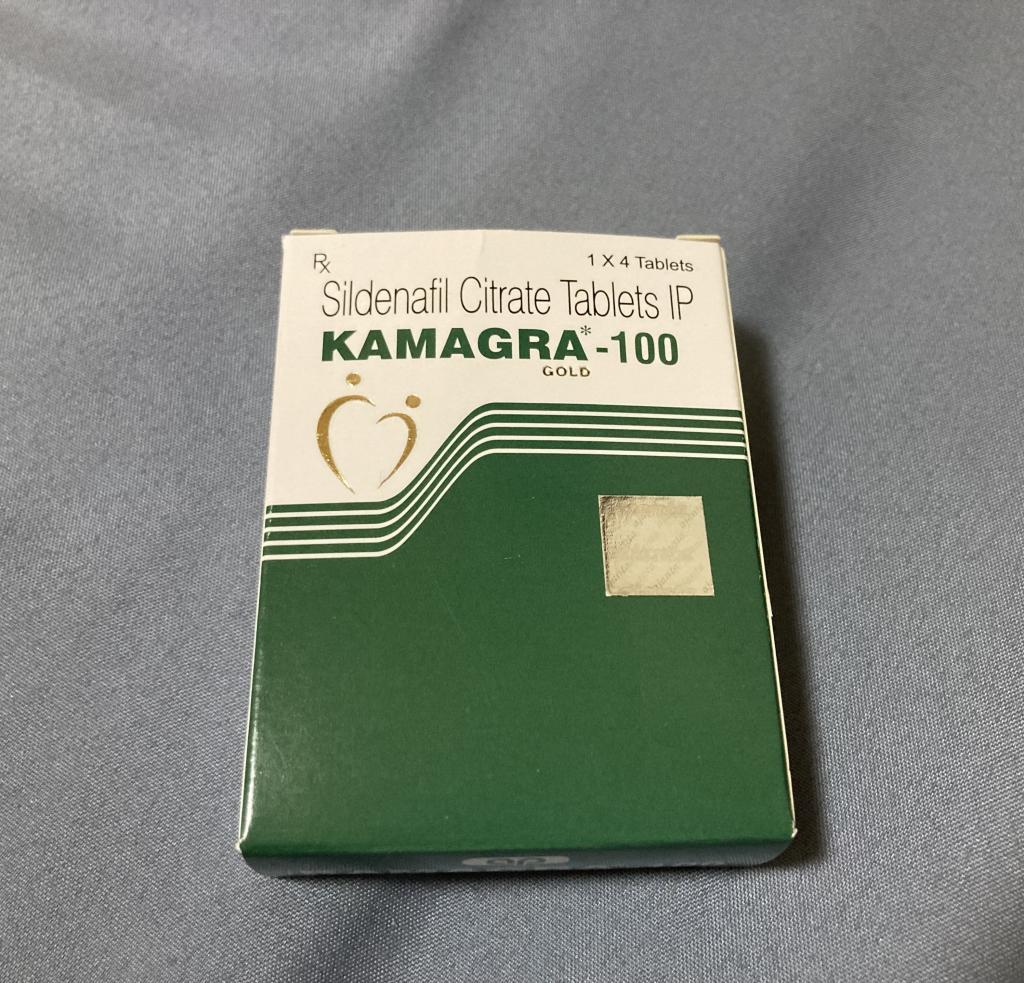 Rx
1 X 4 Tablets
Sildenafil Citrate Tablets IP
KAMAGRA*-100
GOLD